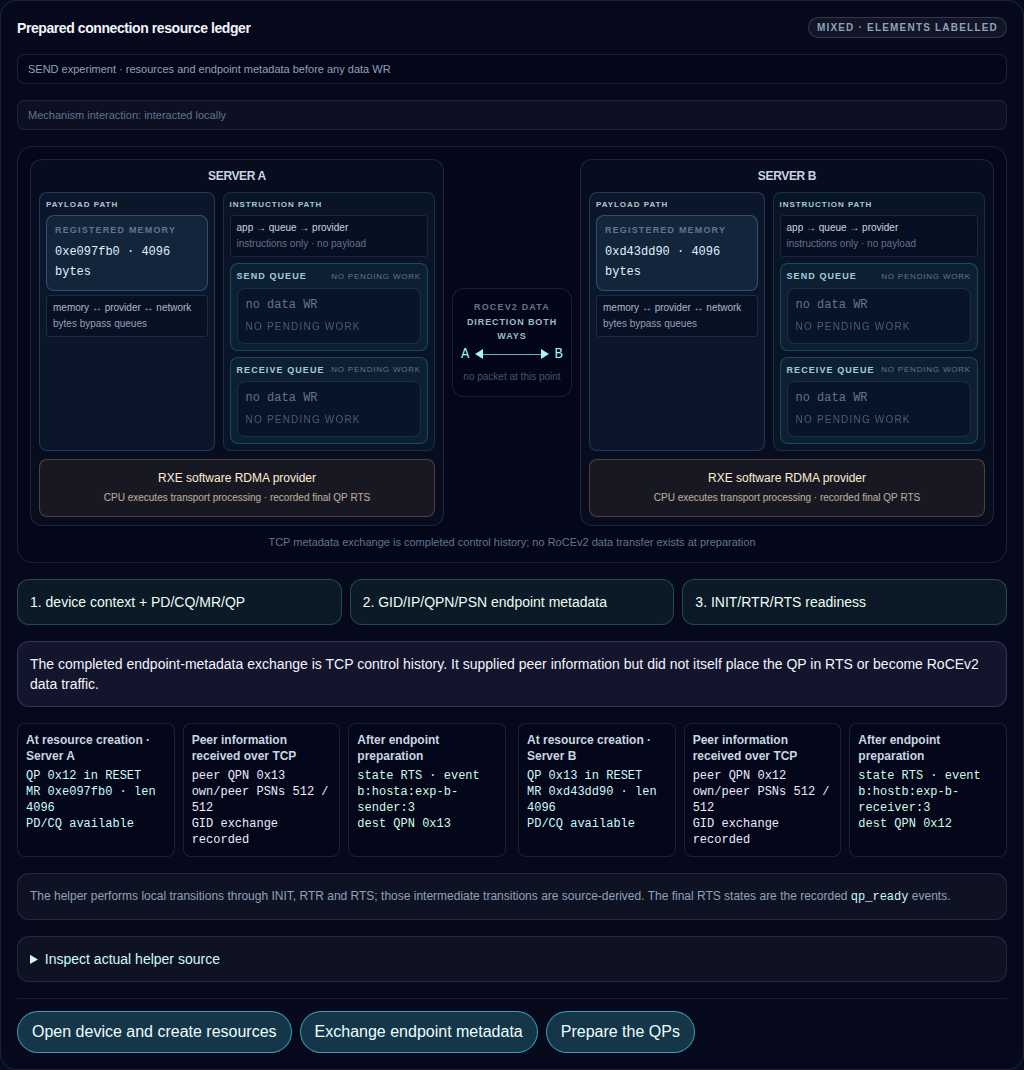 Prepared connection resource ledger
MIXED · ELEMENTS LABELLED
SEND experiment · resources and endpoint metadata before any data WR
Mechanism interaction: interacted locally
SERVER A
PAYLOAD PATH
REGISTERED MEMORY
0xe097fb0 · 4096
bytes
memory ↔ provider ↔ network
bytes bypass queues
INSTRUCTION PATH
app → queue → provider
instructions only · no payload
SEND QUEUE NO PENDING WORK
no data WR
NO PENDING WORK
RECEIVE QUEUE NO PENDING WORK
no data WR
NO PENDING WORK
RXE software RDMA provider
CPU executes transport processing · recorded final QP RTS
ROCEV2 DATA
DIRECTION BOTH
WAYS
A B
no packet at this point
SERVER B
PAYLOAD PATH
REGISTERED MEMORY
0xd43dd90 · 4096
bytes
memory ↔ provider ↔ network
bytes bypass queues
INSTRUCTION PATH
app → queue → provider
instructions only · no payload
SEND QUEUE NO PENDING WORK
no data WR
NO PENDING WORK
RECEIVE QUEUE NO PENDING WORK
no data WR
NO PENDING WORK
RXE software RDMA provider
CPU executes transport processing · recorded final QP RTS
TCP metadata exchange is completed control history; no RoCEv2 data transfer exists at preparation
1. device context + PD/CQ/MR/QP
2. GID/IP/QPN/PSN endpoint metadata
3. INIT/RTR/RTS readiness
The completed endpoint-metadata exchange is TCP control history. It supplied peer information but did not itself place the QP in RTS or become RoCEv2
data traffic.
At resource creation ·
Server A
QP 0x12 in RESET
MR 0xe097fb0 · len
4096
PD/CQ available
Peer information
received over TCP
peer QPN 0x13
own/peer PSNs 512 /
512
GID exchange
recorded
After endpoint
preparation
state RTS · event
b:hosta:exp-b-
sender:3
dest QPN 0x13
At resource creation ·
Server B
QP 0x13 in RESET
MR 0xd43dd90 · len
4096
PD/CQ available
Peer information
received over TCP
peer QPN 0x12
own/peer PSNs 512 /
512
GID exchange
recorded
After endpoint
preparation
state RTS · event
b:hostb:exp-b-
receiver:3
dest QPN 0x12
The helper performs local transitions through INIT, RTR and RTS; those intermediate transitions are source-derived. The final RTS states are the recorded qp_ready events.
▶ Inspect actual helper source
Open device and create resources
Exchange endpoint metadata
Prepare the QPs